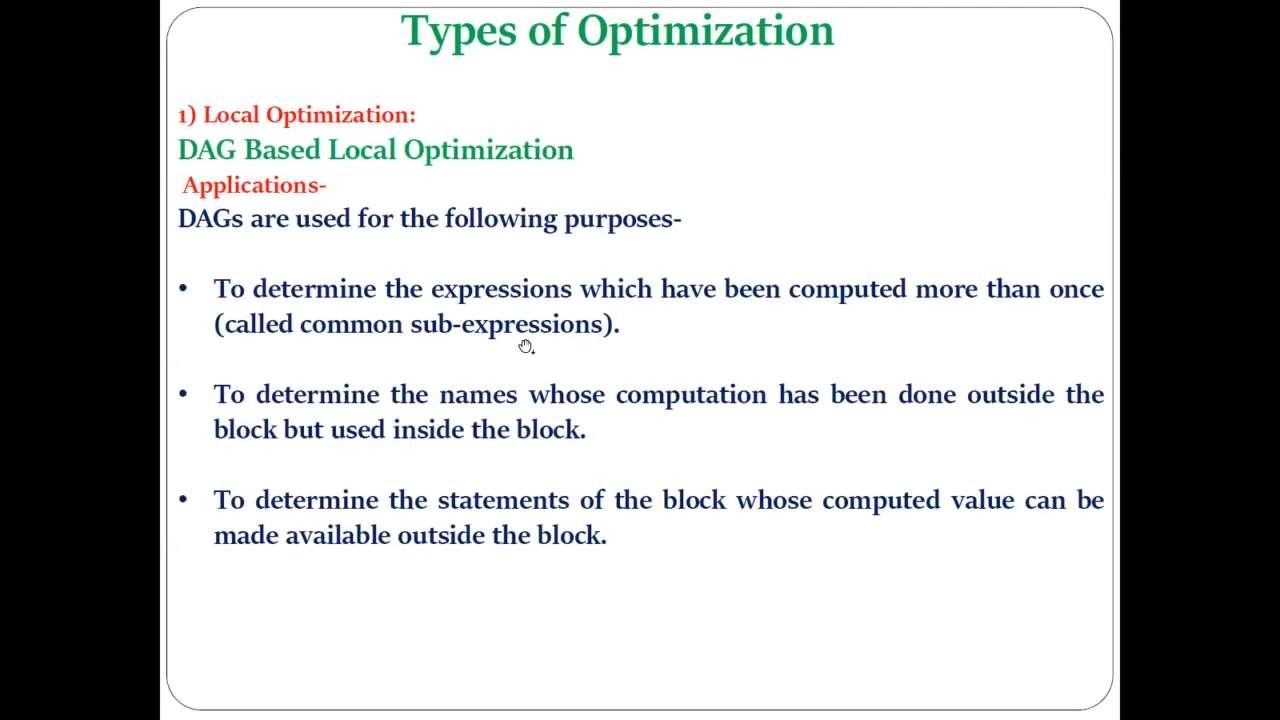 Types of Optimization
1) Local Optimization:
DAG Based Local Optimization
Applications-
DAGs are used for the following purposes-
• To determine the expressions which have been computed more than once
(called common sub-expressions).
• To determine the names whose computation has been done outside the
block but used inside the block.
• To determine the statements of the block whose computed value can be
made available outside the block.